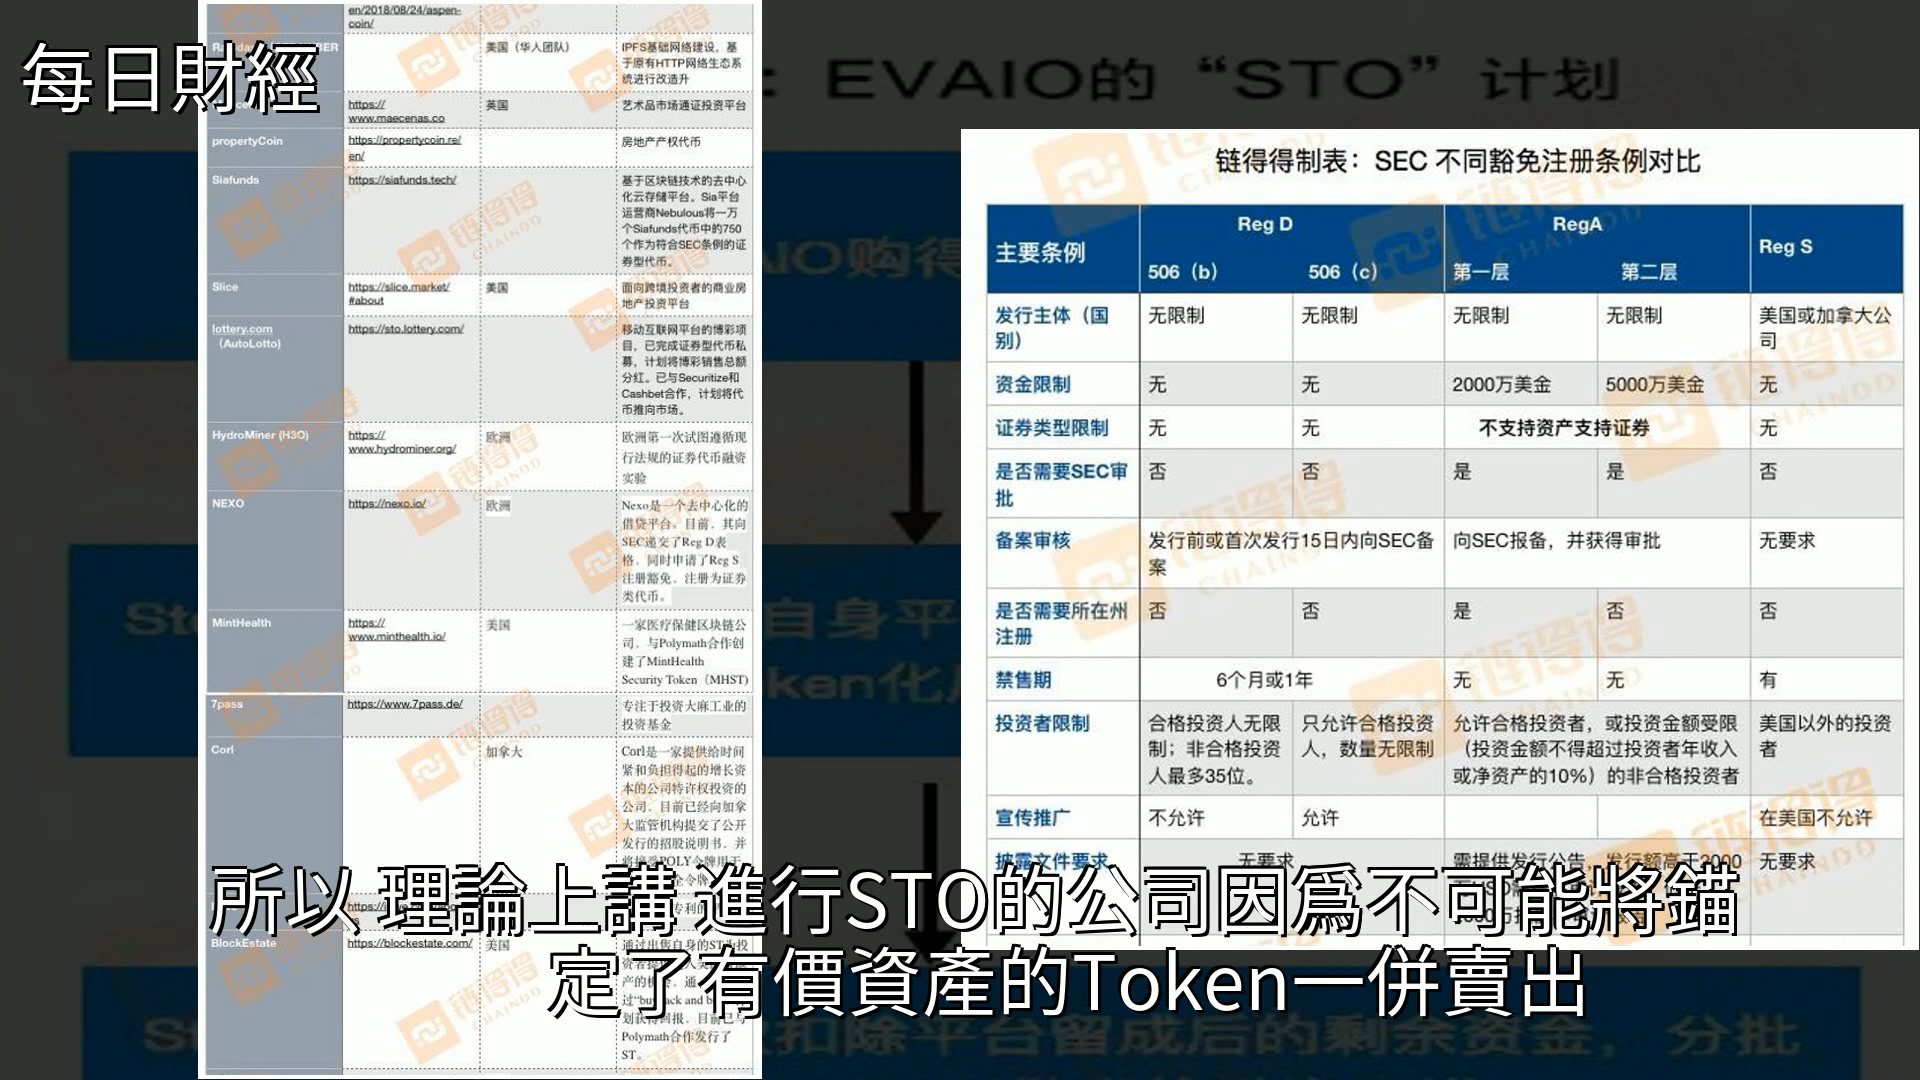 每日財經
en/2018/08/24/aspen-
coin/
美国（华人团队）
IPFS基础网络建设，基
于原有HTTP网络生态系
统进行改造升
https://
www.maecenas.co
英国
艺术品市场通证投资平台
propertyCoin
https://propertycoin.re/
en/
房地产产权代币
Siafunds
https://siafunds.tech/
基于区块链技术的去中心
化云存储平台。Sia平台
运营商Nebulous将一万
个Siafunds代币中的750
个作为符合SEC条例的证
券型代币。
Slice
https://slice.market/
#about
美国
面向跨境投资者的商业房
地产投资平台
lottery.com
（AutoLotto)
https://sto.lottery.com/
移动互联网平台的博彩项
目，已完成证券型代币私
募，计划将博彩销售总额
分红。已与Securitize和
Cashbet合作，计划将代
币推向市场。
HydroMiner (H3O)
https://
www.hydrominer.org/
欧洲
欧洲第一次试图遵循现
行法规的证券代币融资
实验
NEXO
https://nexo.io/
欧洲
Nexo是一个去中心化的
借贷平台。目前，其向
SEC递交了Reg D表
格，同时申请了Reg S
注册豁免，注册为证券
类代币。
MintHealth
https://
www.minthealth.io/
美国
一家医疗保健区块链公
司，与Polymath合作创
建了MintHealth
Security Token（MHST)
7pass
https://www.7pass.de/
专注于投资大麻工业的
投资基金
Corl
加拿大
Corl是一家提供给时间
紧和负担得起的增长资
本的公司特许权投资的
公司，目前已经向加拿
大监管机构提交了公开
发行的招股说明书，并
BlockEstate
https://blockestate.com/
美国
Polymath合作发行了
ST。
：EVAIO的“STO”计划
链得得制表：SEC 不同豁免注册条例对比
主要条例
Reg D
RegA
Reg S
506（b）
506（c）
第一层
第二层
发行主体（国
别）
无限制
无限制
无限制
无限制
美国或加拿大公
司
资金限制
无
无
2000万美金
5000万美金
无
证券类型限制
无
无
不支持资产支持证券
无
是否需要SEC审
批
否
否
是
是
否
备案审核
发行前或首次发行15日内向SEC备
案
向SEC报备，并获得审批
无要求
是否需要所在州
注册
否
否
是
否
否
禁售期
6个月或1年
无
无
有
投资者限制
合格投资人无限
制；非合格投资
人最多35位。
只允许合格投资
人，数量无限制
允许合格投资者，或投资金额受限
（投资金额不得超过投资者年收入
或净资产的10%）的非合格投资者
美国以外的投资
者
宣传推广
不允许
允许
在美国不允许
披露文件要求
无要求
需提供发行公告，发行额高于2000
无要求
所以 理論上講 進行STO的公司因爲不可能將錨
定了有價資產的Token一併賣出
扣除平台留成后的剩余资金，分批